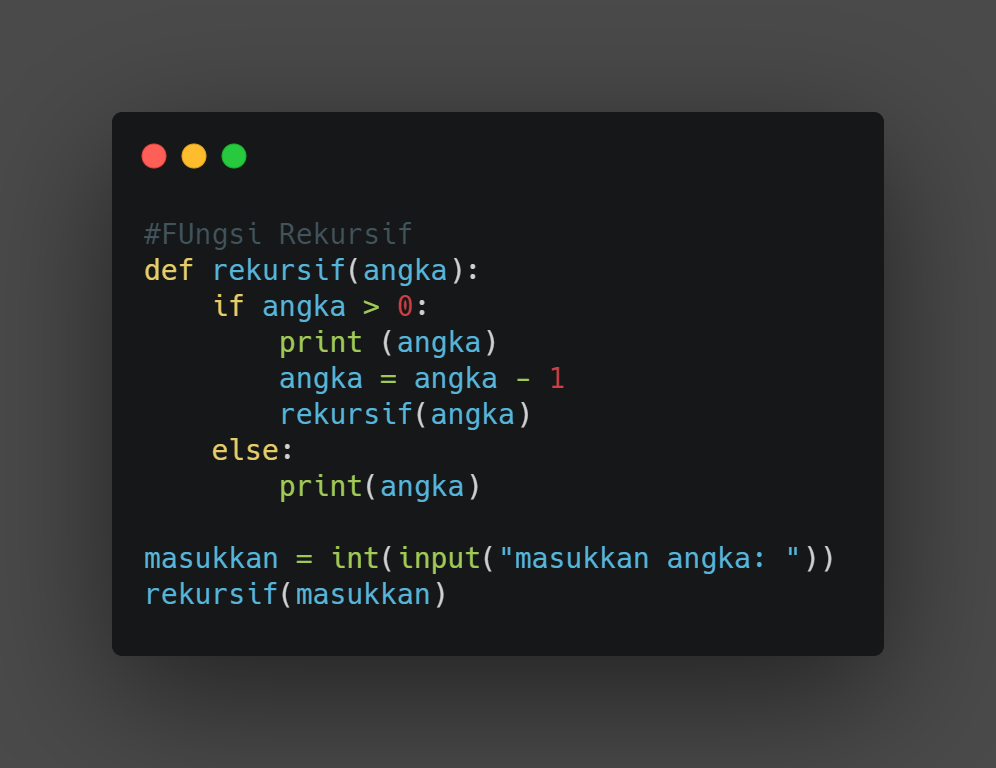 #FUngsi Rekursif
def rekursif(angka):
    if angka > 0:
        print (angka)
        angka = angka - 1
        rekursif(angka)
    else:
        print(angka)

masukkan = int(input("masukkan angka: "))
rekursif(masukkan)